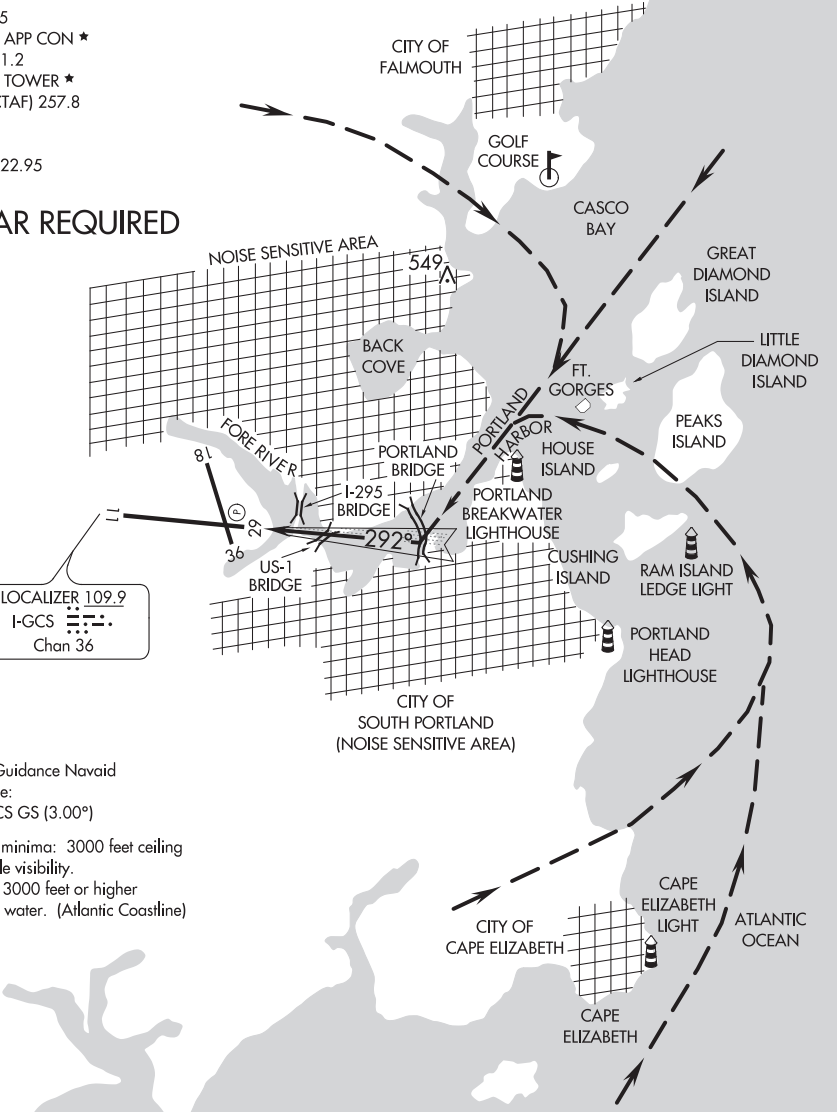 5
APP CON ★
1.2
TOWER ★
TAF) 257.8
22.95
AR REQUIRED
CITY OF
FALMOUTH
GOLF
COURSE
CASCO
BAY
NOISE SENSITIVE AREA
549
GREAT
DIAMOND
ISLAND
BACK
COVE
LITTLE
DIAMOND
ISLAND
FT.
GORGES
PEAKS
ISLAND
PORTLAND
HARBOR
HOUSE
ISLAND
FORE RIVER
PORTLAND
BRIDGE
18
I-295
BRIDGE
PORTLAND
BREAKWATER
LIGHTHOUSE
11
P
29
36
292°
US-1
BRIDGE
CUSHING
ISLAND
RAM ISLAND
LEDGE LIGHT
LOCALIZER 109.9
I-GCS
Chan 36
PORTLAND
HEAD
LIGHTHOUSE
CITY OF
SOUTH PORTLAND
(NOISE SENSITIVE AREA)
Guidance Navaid
e:
CS GS (3.00°)
minima: 3000 feet ceiling
le visibility.
3000 feet or higher
water. (Atlantic Coastline)
CITY OF
CAPE ELIZABETH
CAPE
ELIZABETH
LIGHT
ATLANTIC
OCEAN
CAPE
ELIZABETH